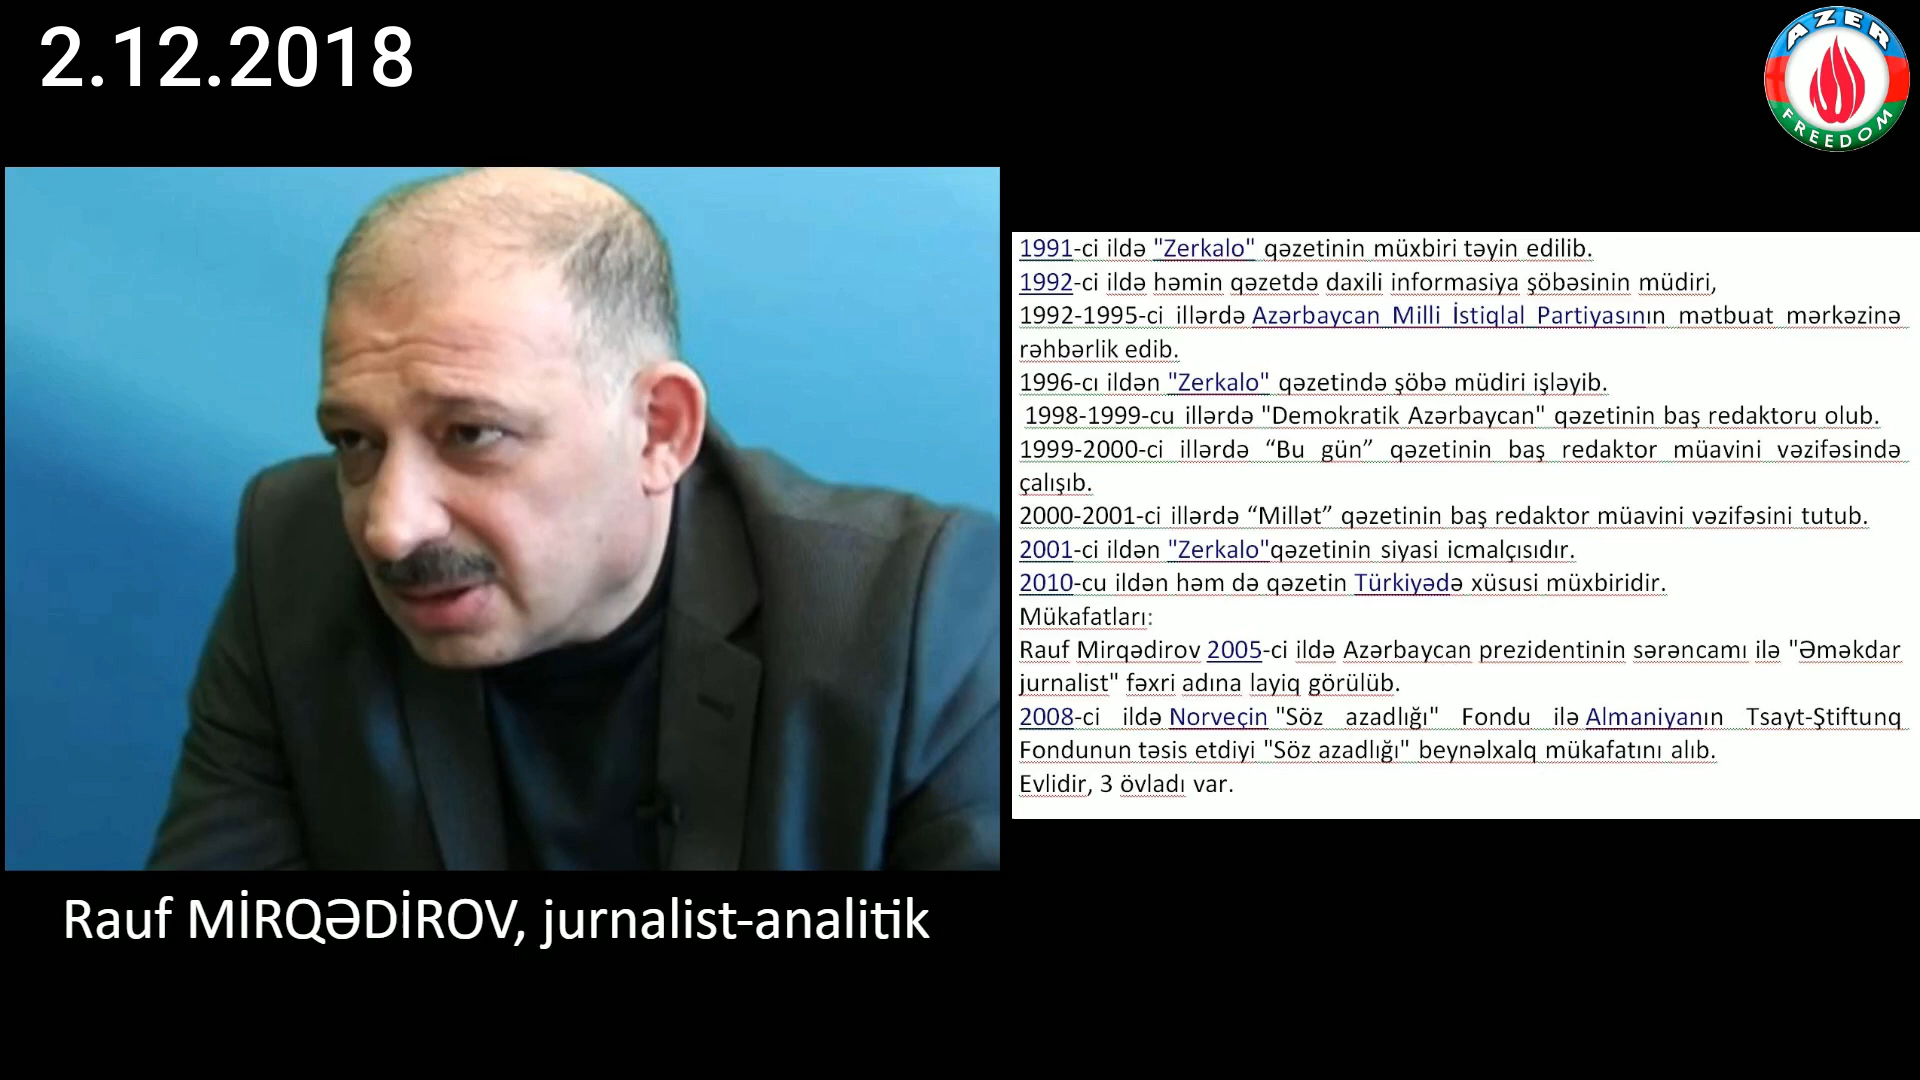 2.12.2018
AZER
FREEDOM
1991-ci ildə "Zerkalo" qəzetinin müxbiri təyin edilib.
1992-ci ildə həmin qəzetdə daxili informasiya şöbəsinin müdiri,
1992-1995-ci illərdə Azərbaycan Milli İstiqlal Partiyasının mətbuat mərkəzinə
rəhbərlik edib.
1996-cı ildən "Zerkalo" qəzetində şöbə müdiri işləyib.
1998-1999-cu illərdə "Demokratik Azərbaycan" qəzetinin baş redaktoru olub.
1999-2000-ci illərdə “Bu gün” qəzetinin baş redaktor müavini vəzifəsində
çalışıb.
2000-2001-ci illərdə “Millət” qəzetinin baş redaktor müavini vəzifəsini tutub.
2001-ci ildən "Zerkalo"qəzetinin siyasi icmalçısıdır.
2010-cu ildən həm də qəzetin Türkiyədə xüsusi müxbiridir.
Mükafatları:
Rauf Mirqədirov 2005-ci ildə Azərbaycan prezidentinin sərəncamı ilə "Əməkdar
jurnalist" fəxri adına layiq görülüb.
2008-ci ildə Norveçin "Söz azadlığı" Fondu ilə Almaniyanın Tsayt-Ştiftunq
Fondunun təsis etdiyi "Söz azadlığı" beynəlxalq mükafatını alıb.
Evlidir, 3 övladı var.
Rauf MİRQƏDİROV, jurnalist-analitik